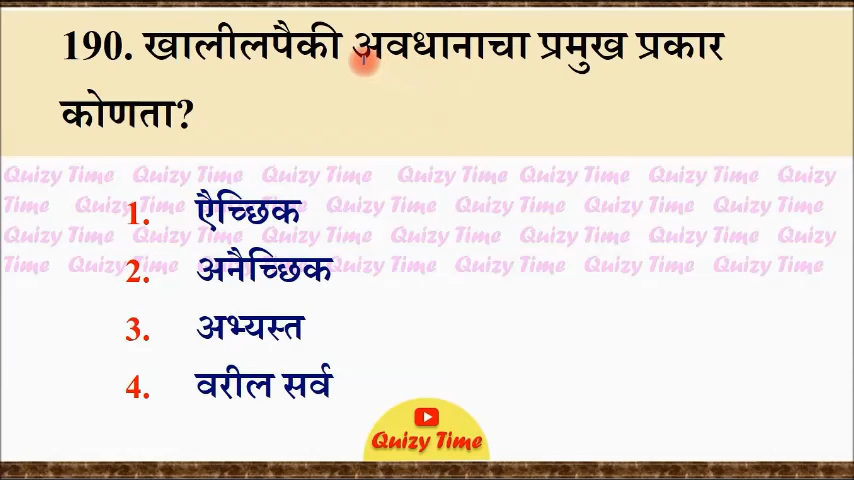 190. खालीलपैकी अवधानाचा प्रमुख प्रकार
कोणता?
Quizy Time Quizy Time Quizy Time Quizy Time Quizy Time Quizy Time Quizy
Time Quizy Time Quizy Time Quizy Time Quizy Time Quizy Time Quizy Time
Quizy Time Quizy Time Quizy Time Quizy Time Quizy Time Quizy Time Quizy
Time Quizy Time Quizy Time Quizy Time Quizy Time Quizy Time Quizy Time
1. ऐच्छिक
2. अनैच्छिक
3. अभ्यस्त
4. वरील सर्व
Quizy Time